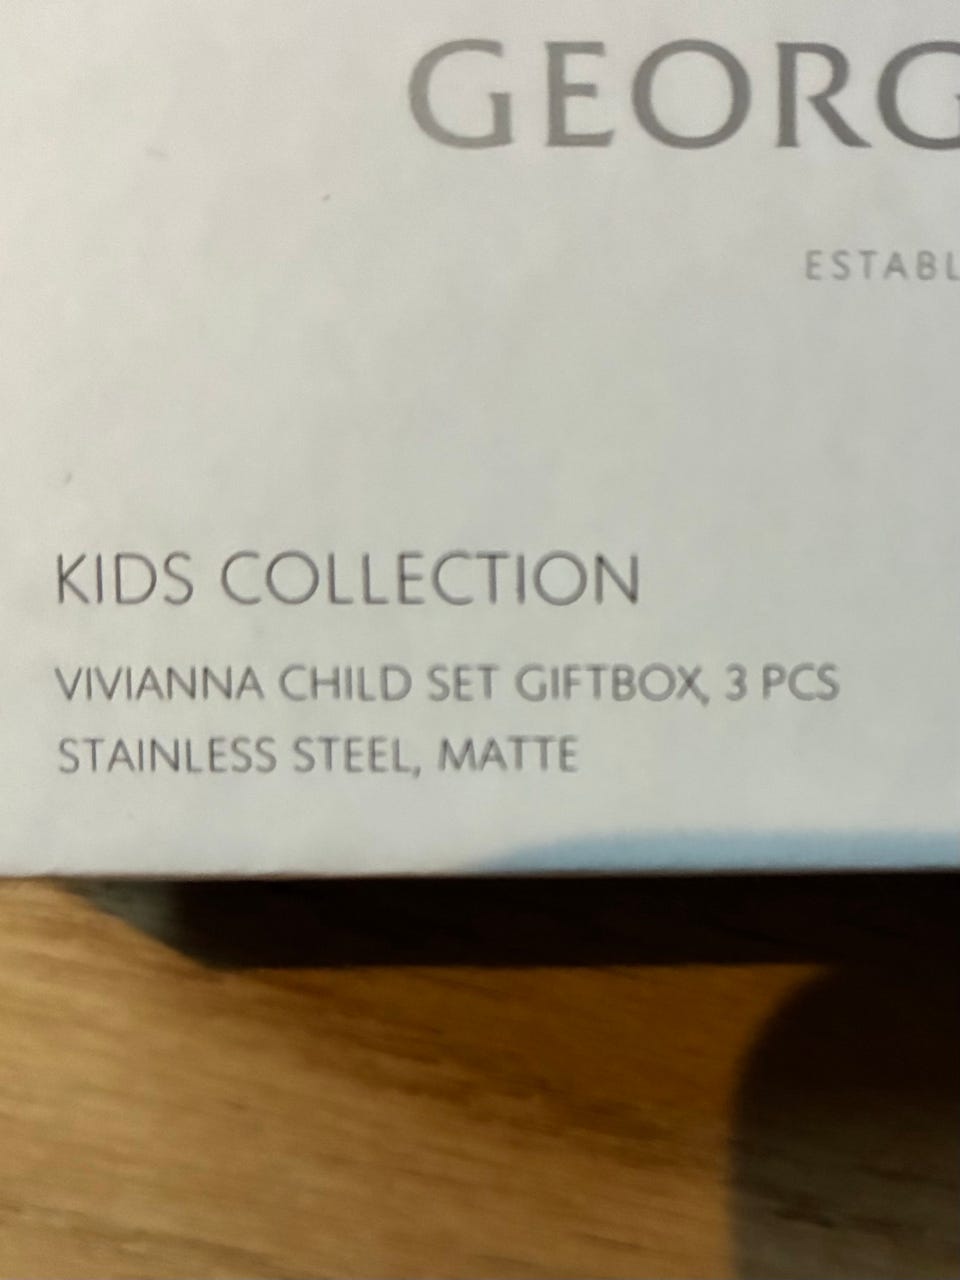 GEORG
ESTABL
KIDS COLLECTION
VIVIANNA CHILD SET GIFTBOX, 3 PCS
STAINLESS STEEL, MATTE